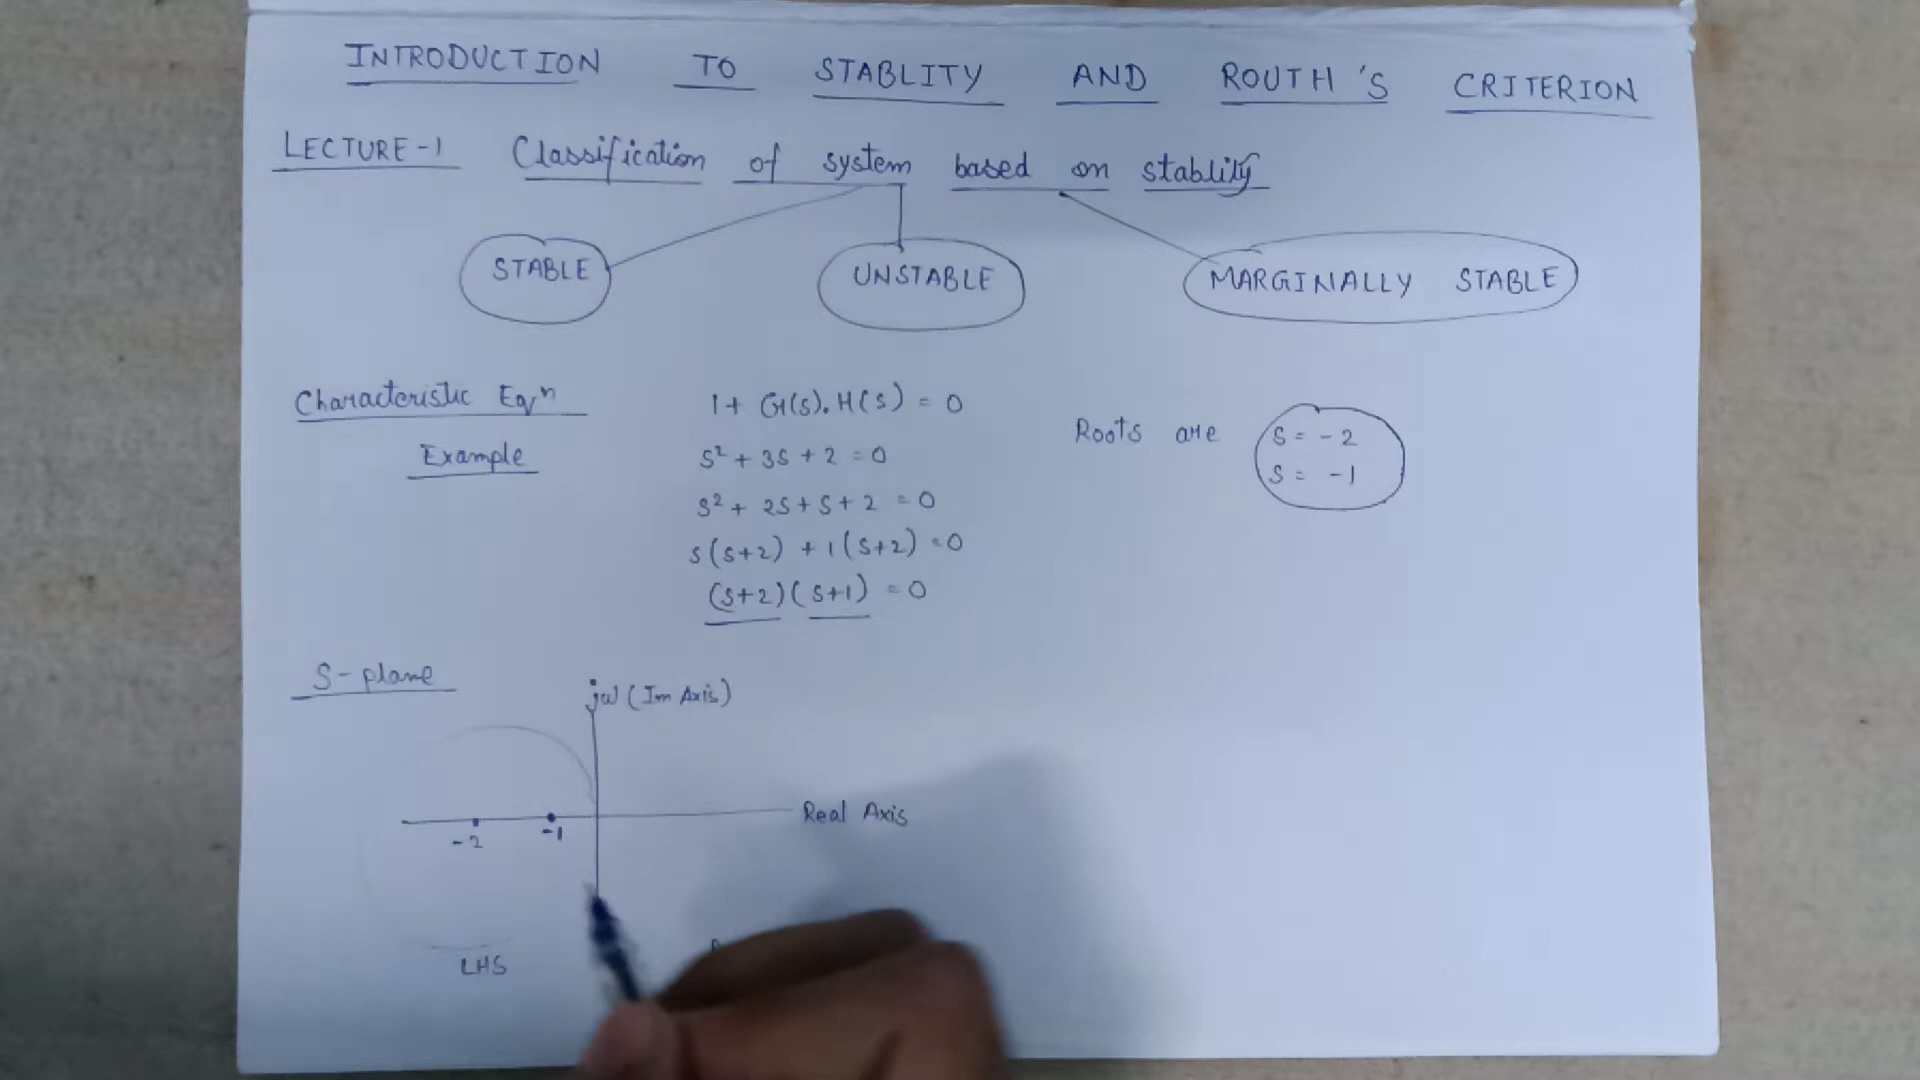 INTRODUCTION TO STABLITY AND ROUTH'S CRITERION
LECTURE-1 Classification of system based on stablity
STABLE UNSTABLE MARGINALLY STABLE
Characteristic Eqⁿ 1+ G(s).H(s) = 0
Roots are s = -2
Example s² + 3s + 2 = 0
s = -1
s² + 2s + s + 2 = 0
s(s+2) + 1(s+2) = 0
(s+2)(s+1) = 0
S-plane
jω (Im Axis)
Real Axis
-2 -1
LHS